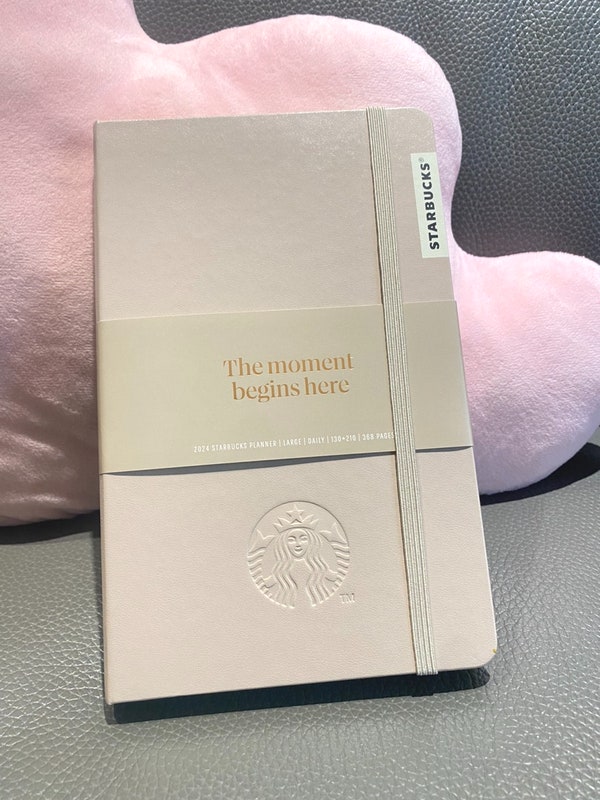 STARBUCKS®
The moment
begins here
2024 STARBUCKS PLANNER | LARGE | DAILY | 130*210 | 368 PAGES
TM